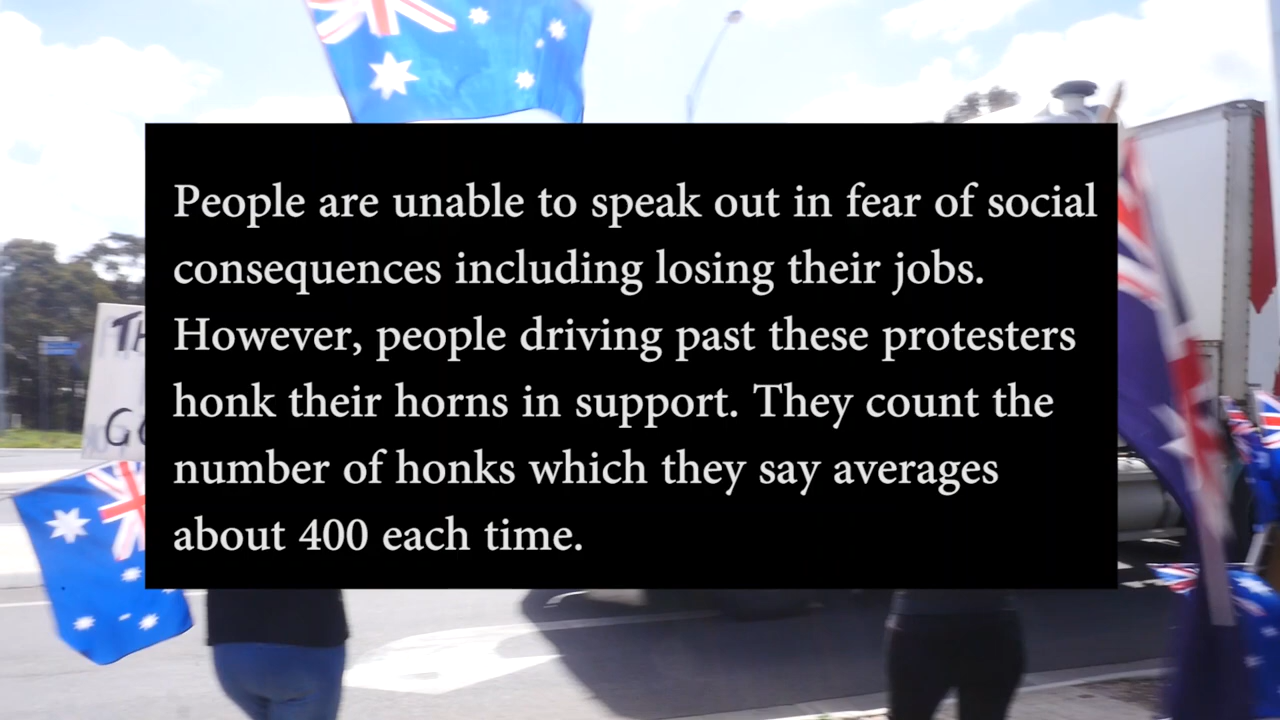 TH
GO
People are unable to speak out in fear of social
consequences including losing their jobs.
However, people driving past these protesters
honk their horns in support. They count the
number of honks which they say averages
about 400 each time.